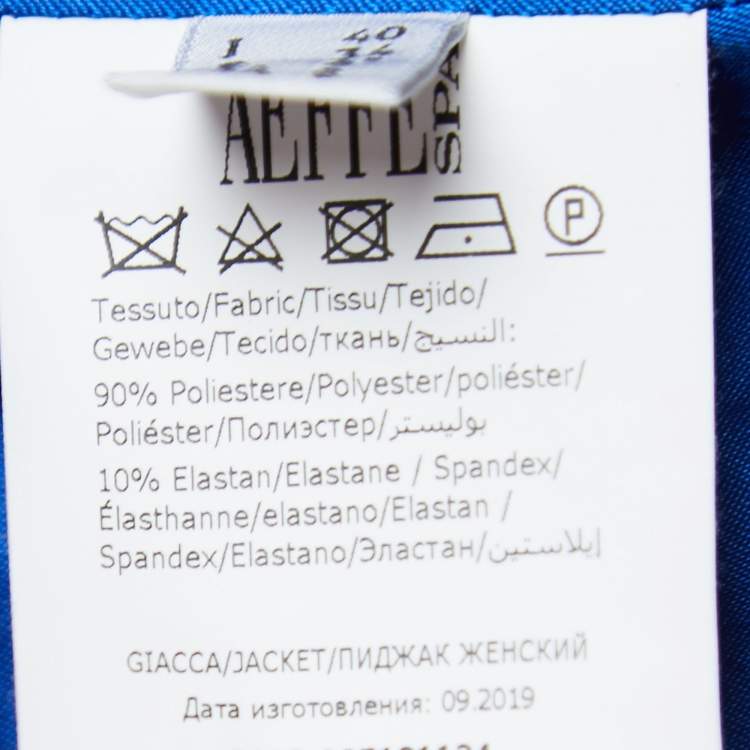 I 40
AEFFE SPA
P
Tessuto/Fabric/Tissu/Tejido/
Gewebe/Tecido/ткань/النسيج:
90% Poliestere/Polyester/poliéster/
Poliéster/Полиэстер/بوليستر
10% Elastan/Elastane / Spandex/
Élasthanne/elastano/Elastan /
Spandex/Elastano/Эластан/إيلاستين
GIACCA/JACKET/ПИДЖАК ЖЕНСКИЙ
Дата изготовления: 09.2019